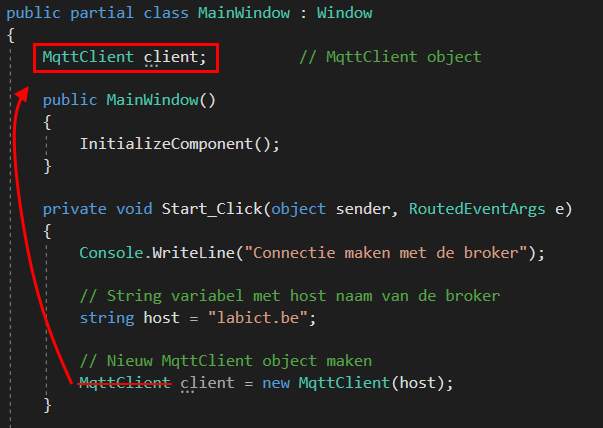 public partial class MainWindow : Window
{
MqttClient client; // MqttClient object
public MainWindow()
{
InitializeComponent();
}
private void Start_Click(object sender, RoutedEventArgs e)
{
Console.WriteLine("Connectie maken met de broker");
// String variabel met host naam van de broker
string host = "labict.be";
// Nieuw MqttClient object maken
MqttClient client = new MqttClient(host);
}